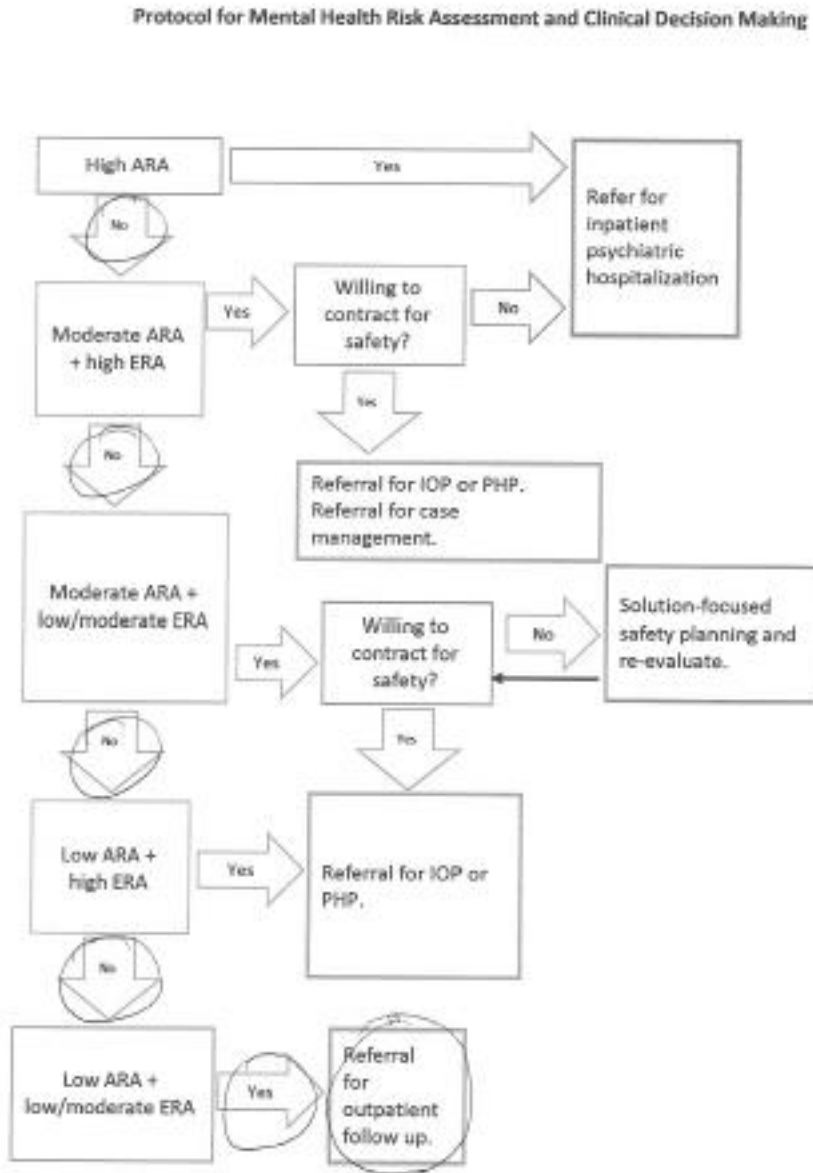 Protocol for Mental Health Risk Assessment and Clinical Decision Making
High ARA
Yes
Refer for
inpatient
psychiatric
hospitalization
No
Moderate ARA
+ high ERA
Yes
Willing to
contract for
safety?
No
Yes
No
Referral for IOP or PHP.
Referral for case
management.
Moderate ARA +
low/moderate ERA
Yes
Willing to
contract for
safety?
No
Solution-focused
safety planning and
re-evaluate.
No
Yes
Low ARA +
high ERA
Yes
Referral for IOP or
PHP.
No
Low ARA +
low/moderate ERA
Yes
Referral
for
outpatient
follow up.